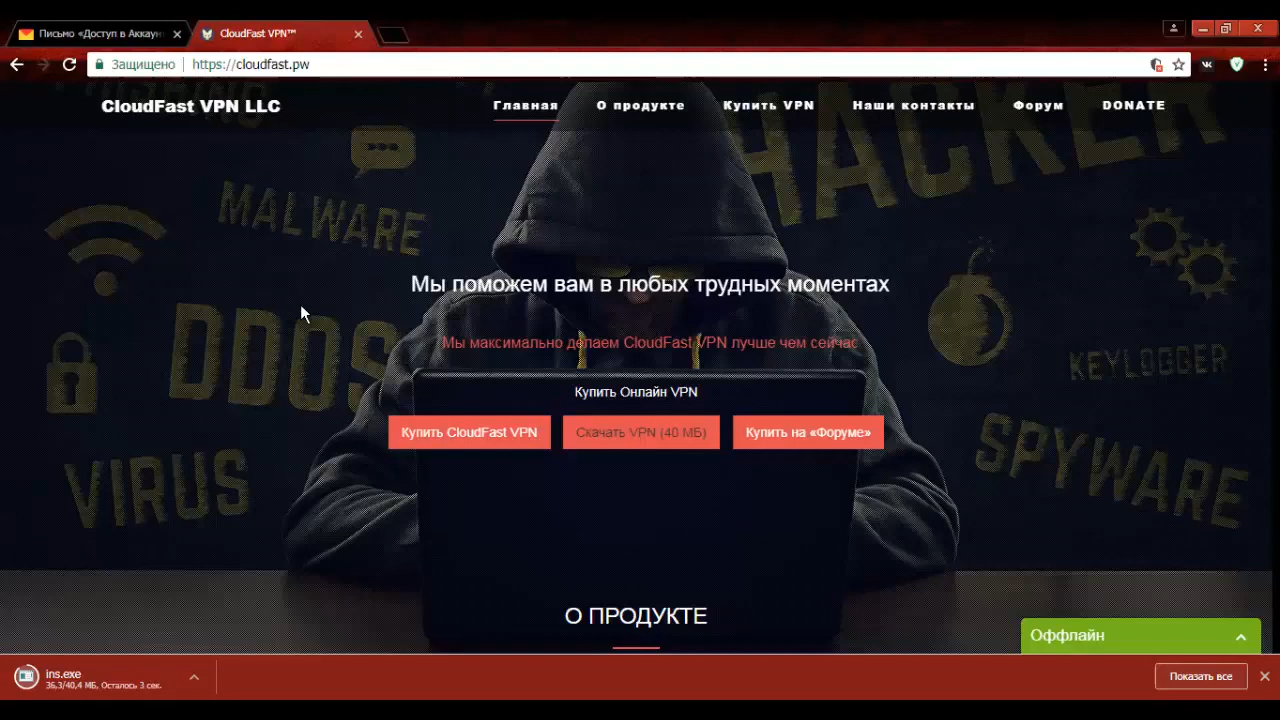 Письмо «Доступ в Аккаун
CloudFast VPN™
Защищено
https://cloudfast.pw
CloudFast VPN LLC
Главная
О продукте
Купить VPN
Наши контакты
Форум
DONATE
HACKER
MALWARE
DDOS
KEYLOGGER
VIRUS
SPYWARE
Мы поможем вам в любых трудных моментах
Мы максимально делаем CloudFast VPN лучше чем сейчас
Купить Онлайн VPN
Купить CloudFast VPN
Скачать VPN (40 МБ)
Купить на «Форуме»
О ПРОДУКТЕ
Оффлайн
ins.exe
36,3/40,4 МБ, Осталось 3 сек.
Показать все